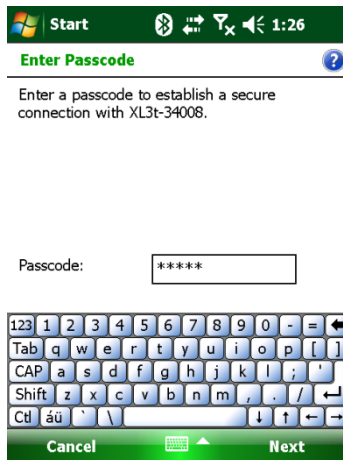 Start 1:26
Enter Passcode ?
Enter a passcode to establish a secure
connection with XL3t-34008.
Passcode: *****
123 1 2 3 4 5 6 7 8 9 0 - =
Tab q w e r t y u i o p [ ]
CAP a s d f g h j k l ; '
Shift z x c v b n m , . /
Ctl áü ` \
Cancel Next